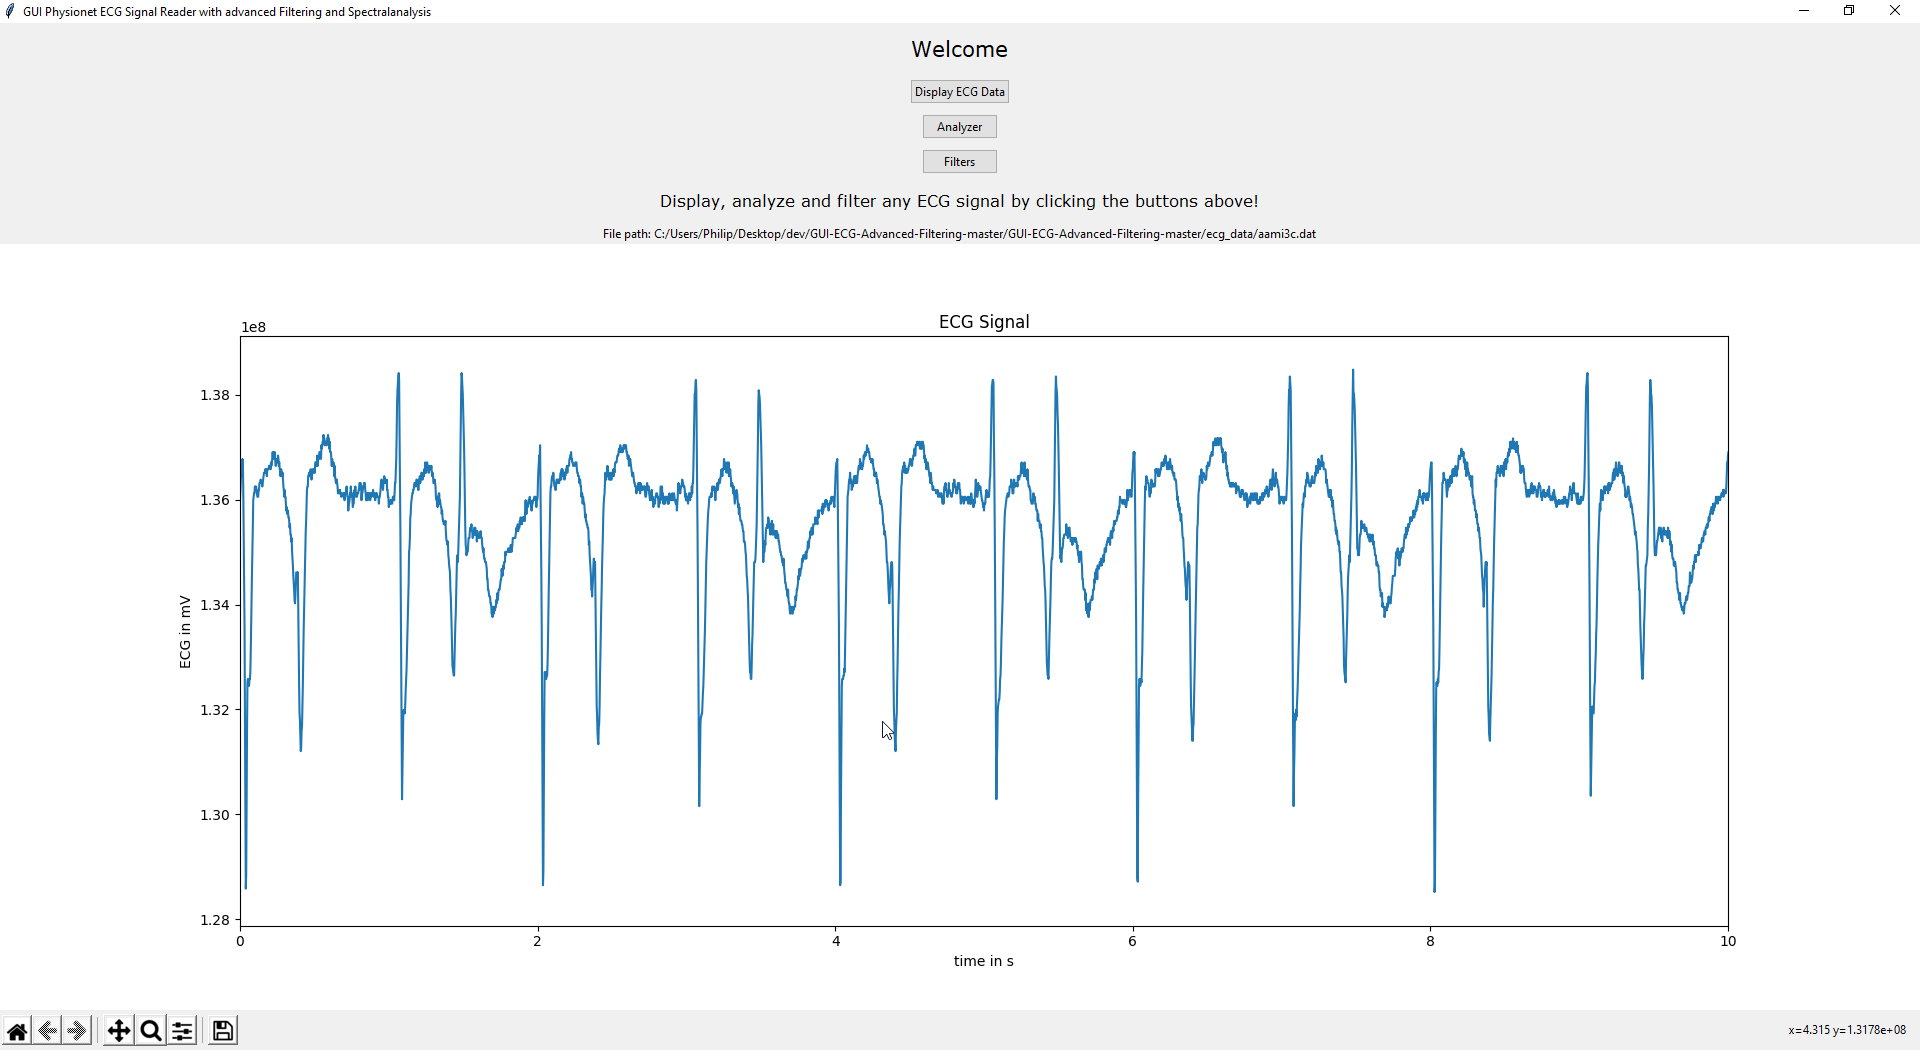 GUI Physionet ECG Signal Reader with advanced Filtering and Spectralanalysis
Welcome
Display ECG Data
Analyzer
Filters
Display, analyze and filter any ECG signal by clicking the buttons above!
File path: C:/Users/Philip/Desktop/dev/GUI-ECG-Advanced-Filtering-master/GUI-ECG-Advanced-Filtering-master/ecg_data/aami3c.dat
ECG Signal
1e8
1.38
1.36
1.34
1.32
1.30
1.28
ECG in mV
0 2 4 6 8 10
time in s
x=4.315 y=1.3178e+08